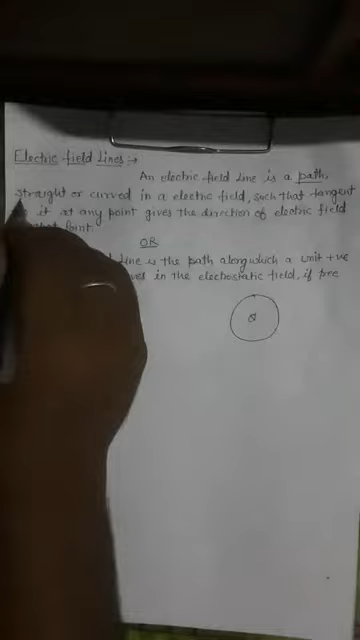 Electric field Lines :→
An electric field line is a path,
straight or curved in a electric field, such that tangent
it at any point gives the direction of electric field
point.
OR
line is the path along which a unit +ve
in the electrostatic field, if free